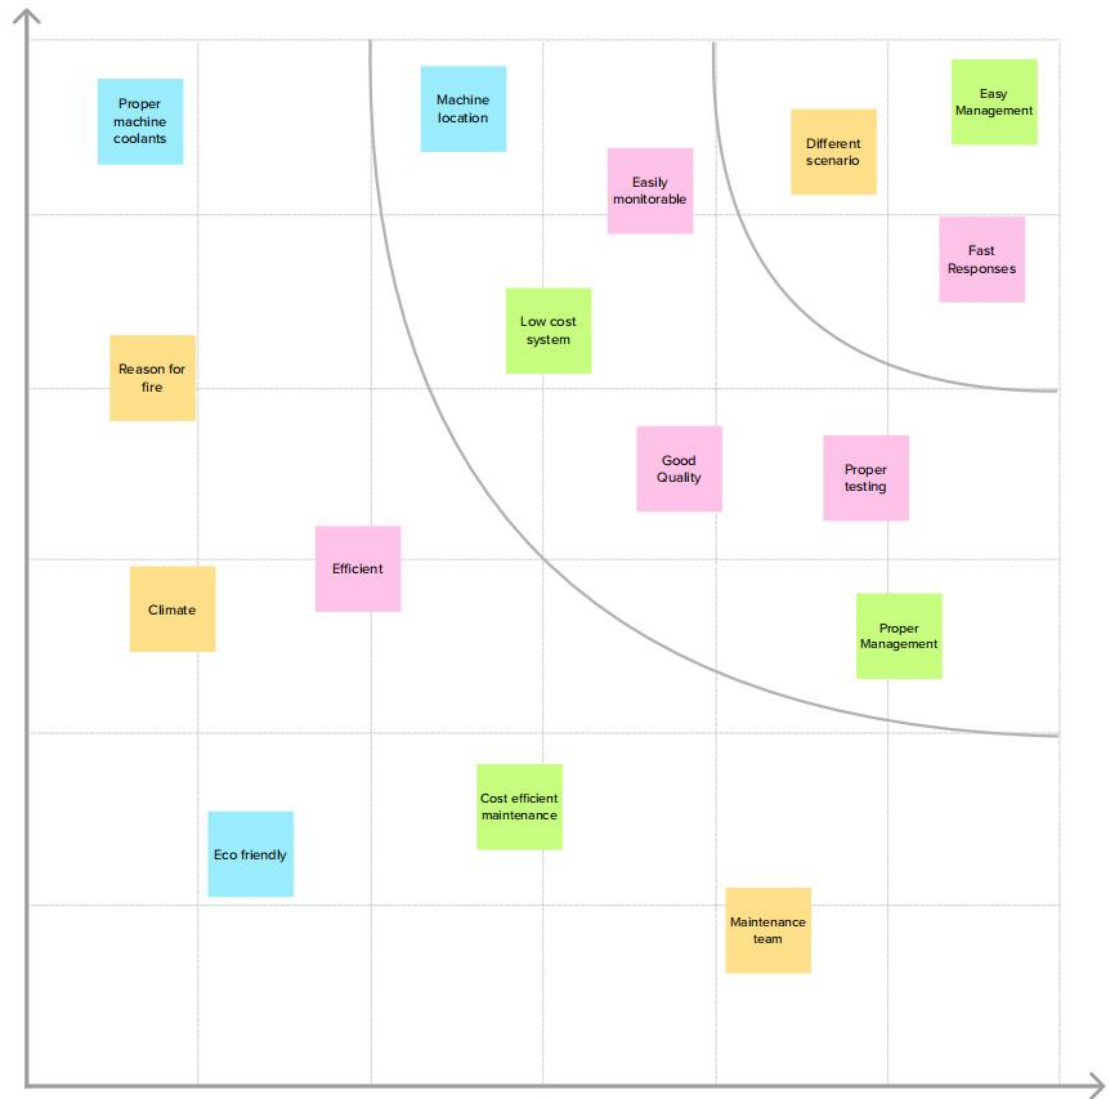 Proper
machine
coolants
Machine
location
Easy
Management
Different
scenario
Easily
monitorable
Fast
Responses
Low cost
system
Reason for
fire
Good
Quality
Proper
testing
Efficient
Climate
Proper
Management
Cost efficient
maintenance
Eco friendly
Maintenance
team